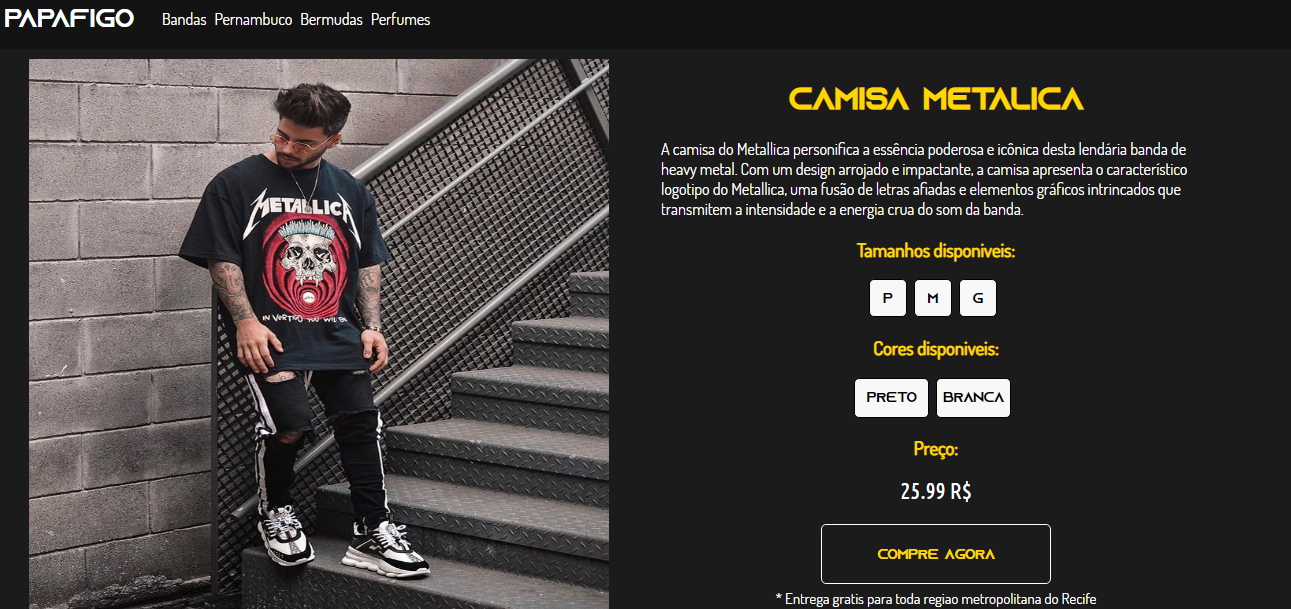 PAPAFIGO
Bandas Pernambuco Bermudas Perfumes
METALLICA
IN VERTIGO YOU WILL BE
CAMISA METALICA
A camisa do Metallica personifica a essência poderosa e icônica desta lendária banda de
heavy metal. Com um design arrojado e impactante, a camisa apresenta o característico
logotipo do Metallica, uma fusão de letras afiadas e elementos gráficos intrincados que
transmitem a intensidade e a energia crua do som da banda.
Tamanhos disponiveis:
P M G
Cores disponiveis:
PRETO BRANCA
Preço:
25.99 R$
COMPRE AGORA
* Entrega gratis para toda regiao metropolitana do Recife